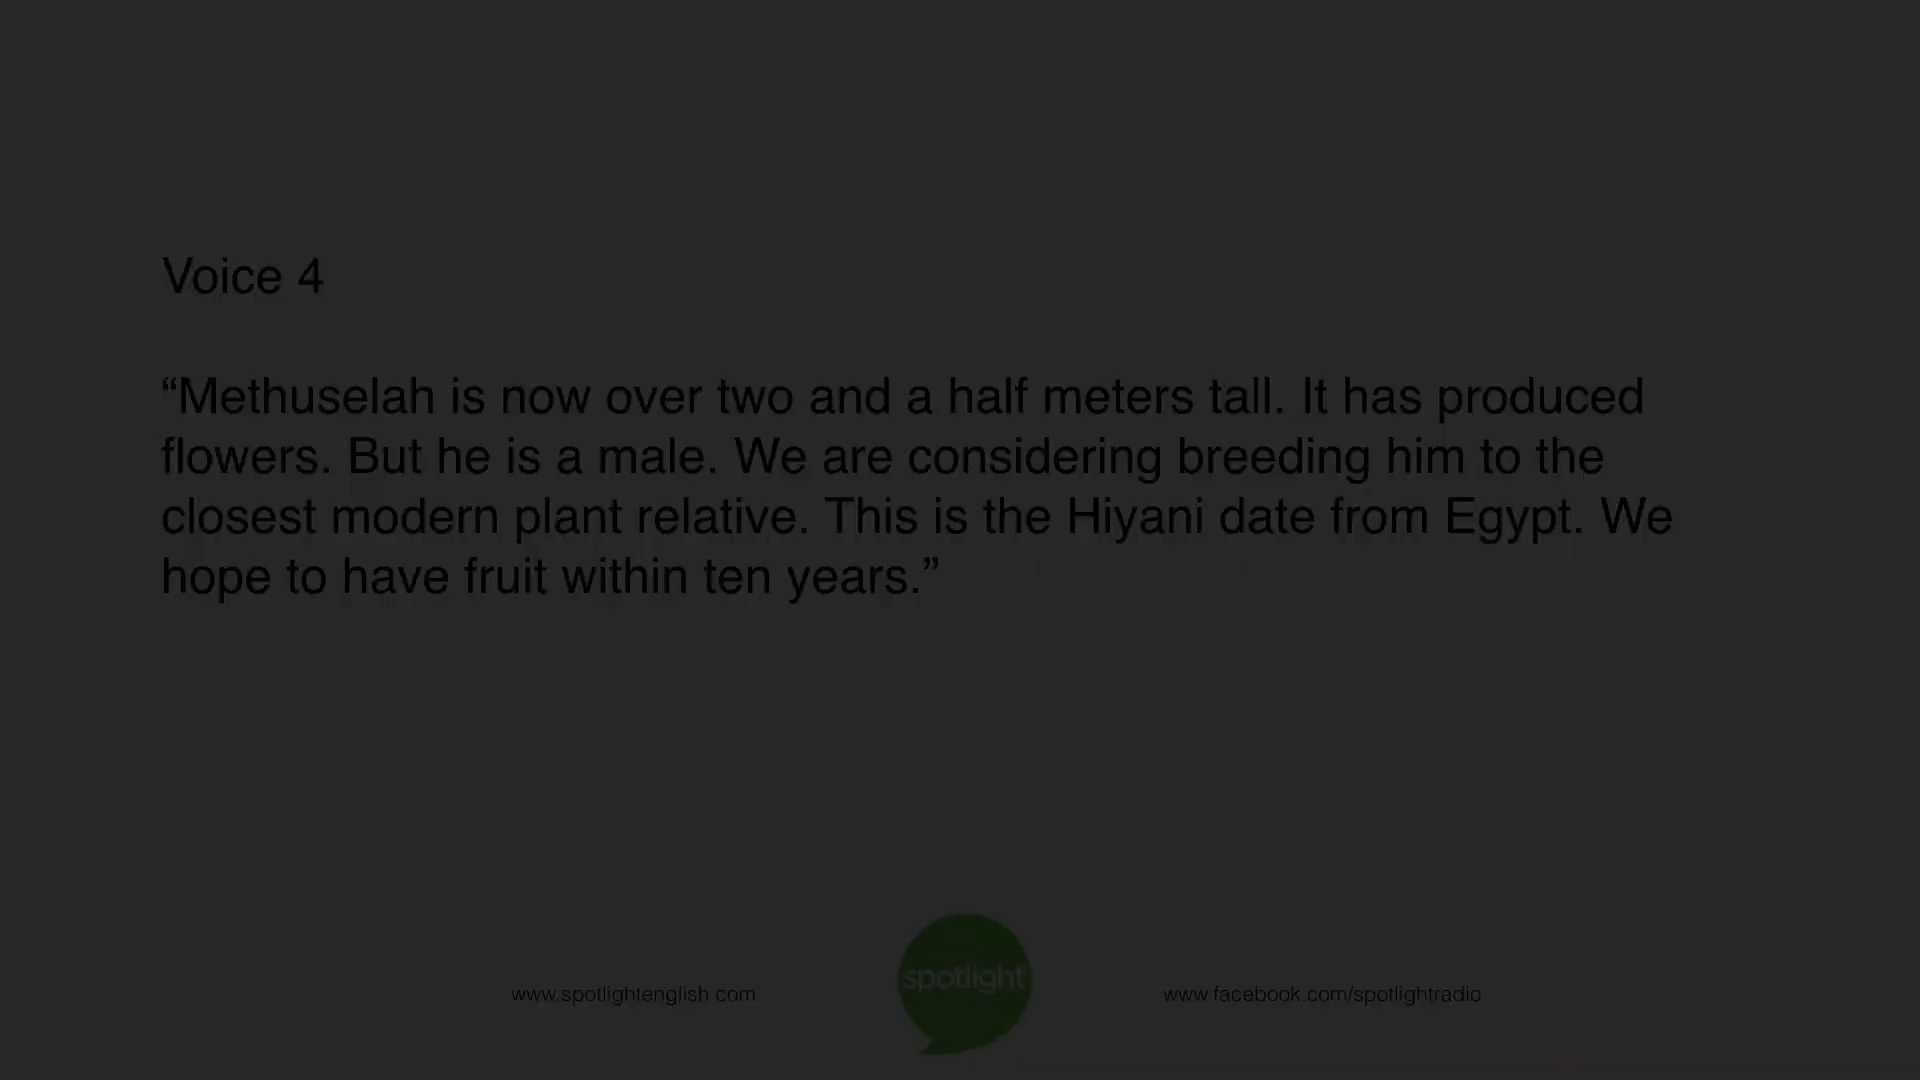 Voice 4
“Methuselah is now over two and a half meters tall. It has produced
flowers. But he is a male. We are considering breeding him to the
closest modern plant relative. This is the Hiyani date from Egypt. We
hope to have fruit within ten years.”
spotlight
www.spotlightenglish.com
www.facebook.com/spotlightradio